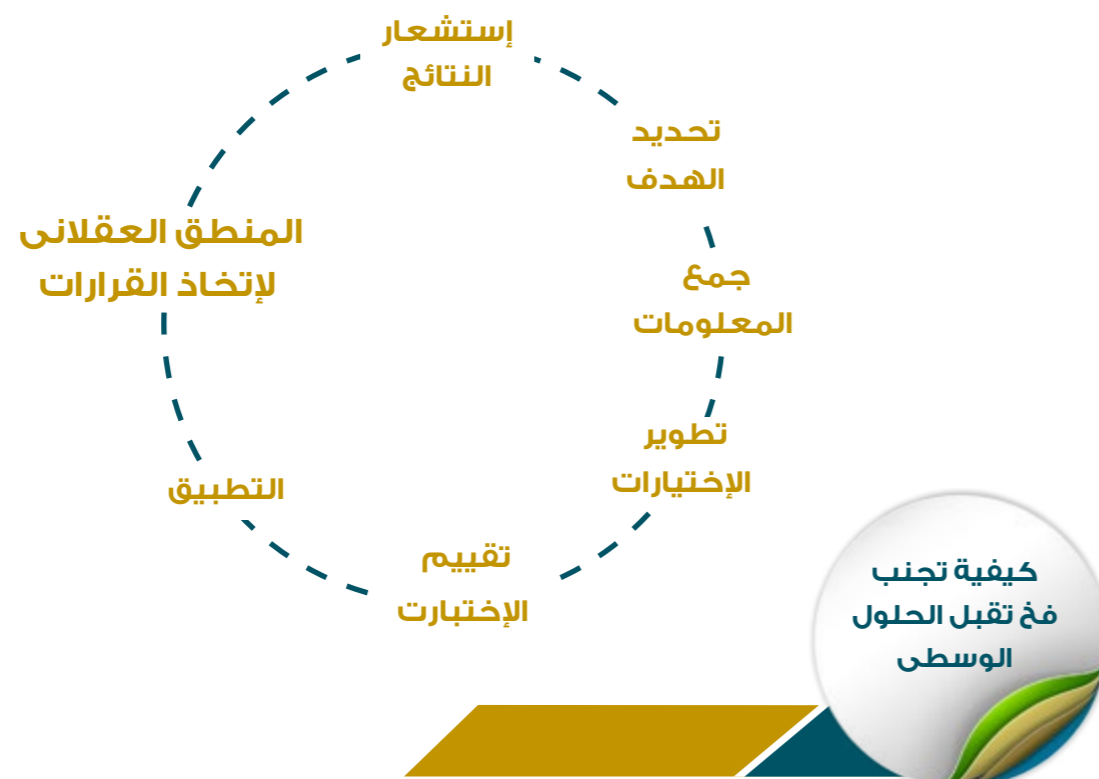 إستشعار
النتائج
تحديد
الهدف
جمع
المعلومات
تطوير
الإختيارات
تقييم
الإختبارت
التطبيق
المنطق العقلانى
لإتخاذ القرارات
كيفية تجنب
فخ تقبل الحلول
الوسطى